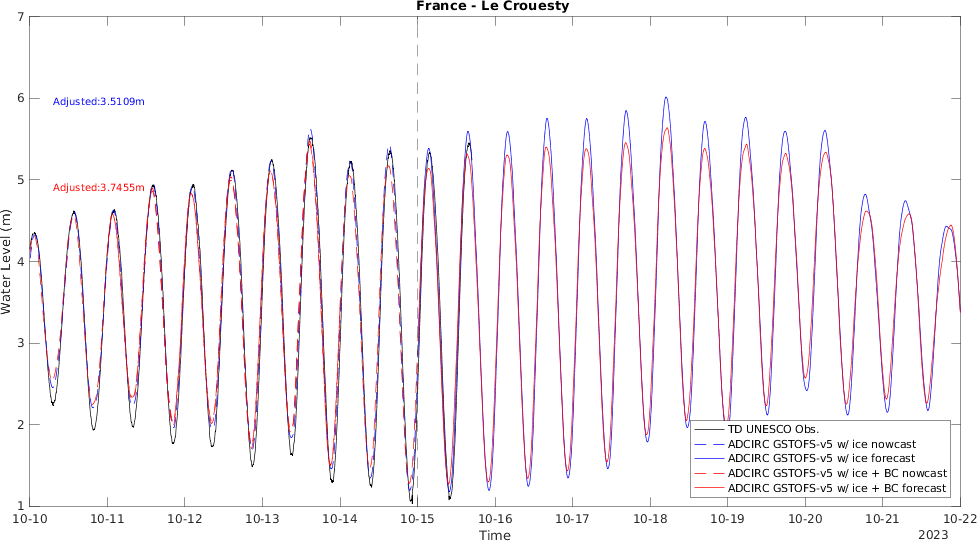 France - Le Crouesty
7
6
5
4
3
2
1
Water Level (m)
Adjusted:3.5109m
Adjusted:3.7455m
TD UNESCO Obs.
ADCIRC GSTOFS-v5 w/ ice nowcast
ADCIRC GSTOFS-v5 w/ ice forecast
ADCIRC GSTOFS-v5 w/ ice + BC nowcast
ADCIRC GSTOFS-v5 w/ ice + BC forecast
10-10 10-11 10-12 10-13 10-14 10-15 10-16 10-17 10-18 10-19 10-20 10-21 10-22
Time
2023